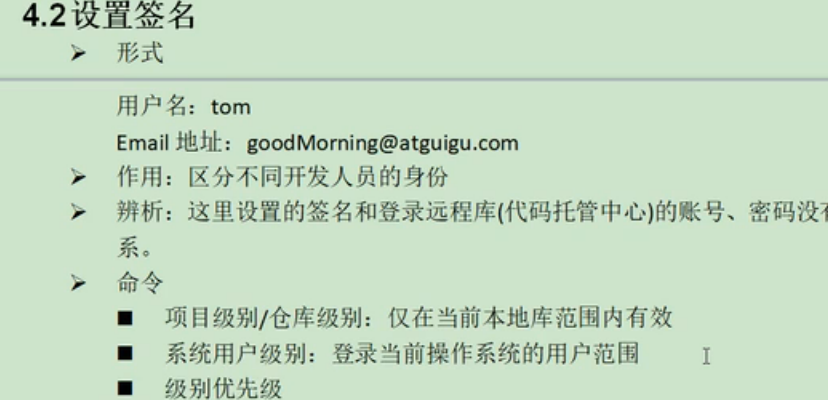 4.2设置签名
➢ 形式
用户名：tom
Email 地址：goodMorning@atguigu.com
➢ 作用：区分不同开发人员的身份
➢ 辨析：这里设置的签名和登录远程库(代码托管中心)的账号、密码没
系。
➢ 命令
■ 项目级别/仓库级别：仅在当前本地库范围内有效
■ 系统用户级别：登录当前操作系统的用户范围
■ 级别优先级